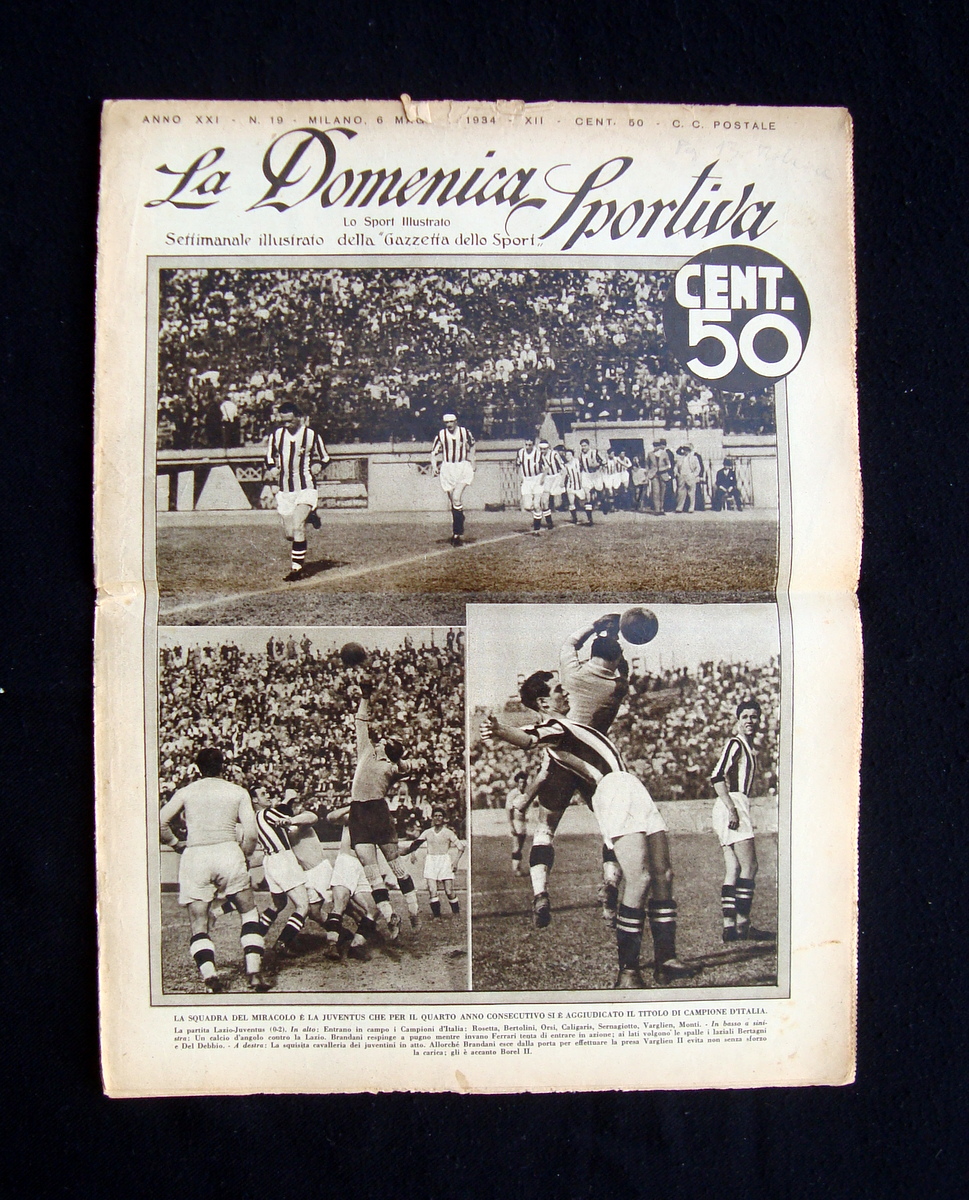 ANNO XXI - N. 19 - MILANO, 6 1934 - XII - CENT. 50 - C. C. POSTALE
La Domenica Sportiva
Lo Sport Illustrato
Settimanale illustrato della "Gazzetta dello Sport„
CENT.
50
LA SQUADRA DEL MIRACOLO È LA JUVENTUS CHE PER IL QUARTO ANNO CONSECUTIVO SI È AGGIUDICATO IL TITOLO DI CAMPIONE D'ITALIA.
La partita Lazio-Juventus (0-2). In alto: Entrano in campo i Campioni d'Italia: Rosetta, Bertolini, Orsi, Caligaris, Sernagiotto, Varglien, Monti. - In basso a sini-
stra: Un calcio d'angolo contro la Lazio. Brandani respinge a pugno mentre invano Ferrari tenta di entrare in azione; ai lati volgono le spalle i laziali Bertagni
e Del Debbio. - A destra: La squisita cavalleria dei juventini in atto. Allorchè Brandani esce dalla porta per effettuare la presa Varglien II evita non senza sforzo
la carica; gli è accanto Borel II.